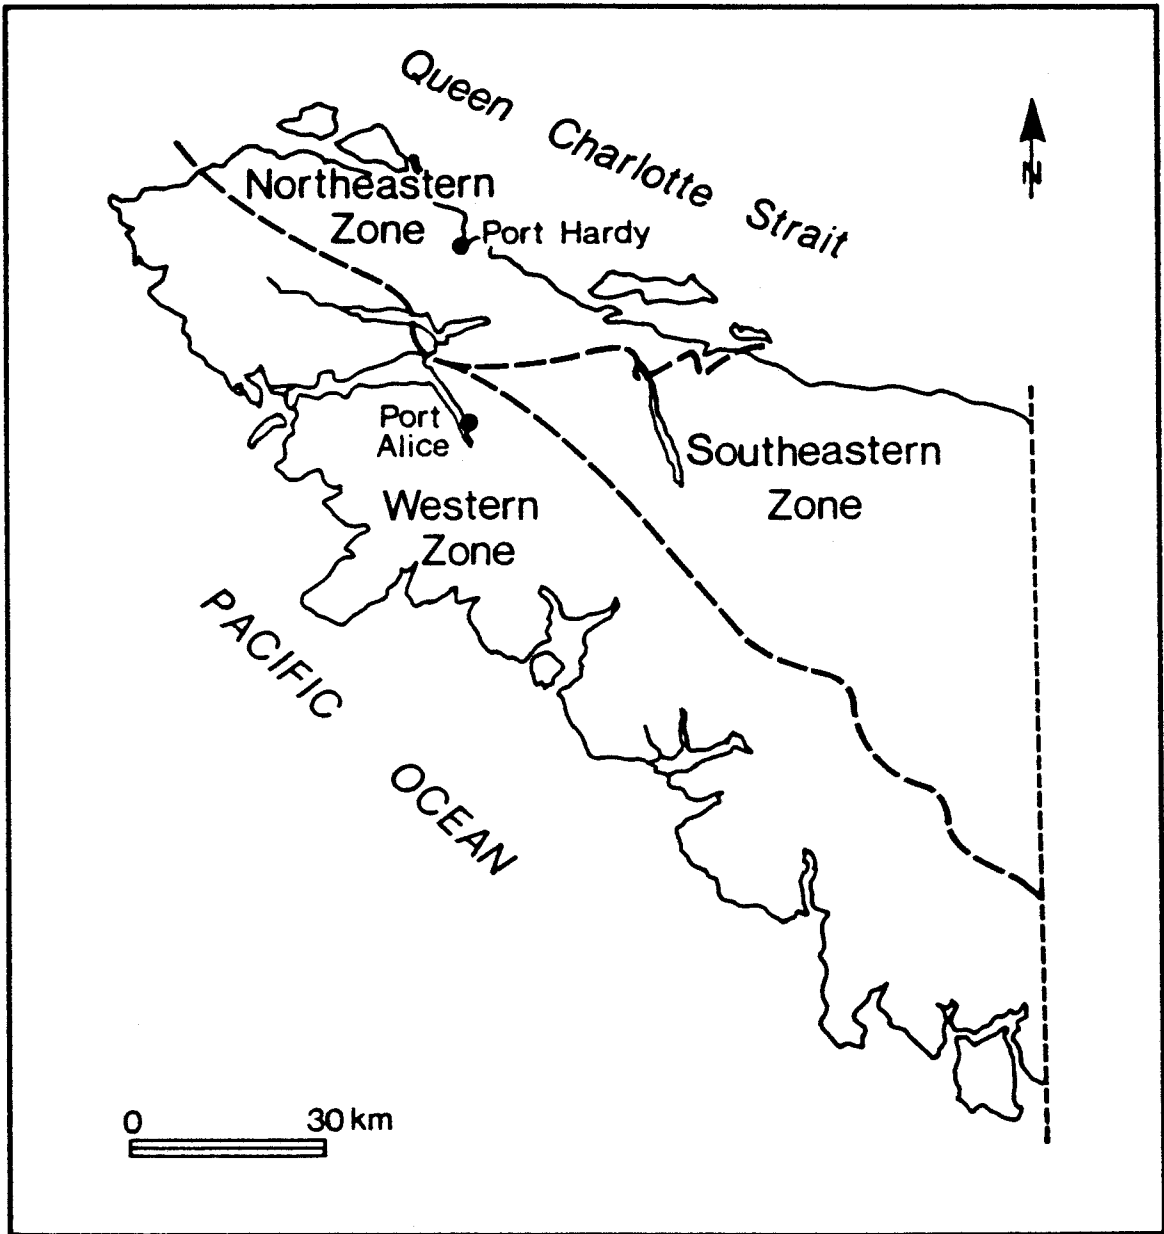 Queen Charlotte Strait
N
Northeastern
Zone
Port Hardy
Port
Alice
Southeastern
Zone
Western
Zone
PACIFIC OCEAN
0 30 km